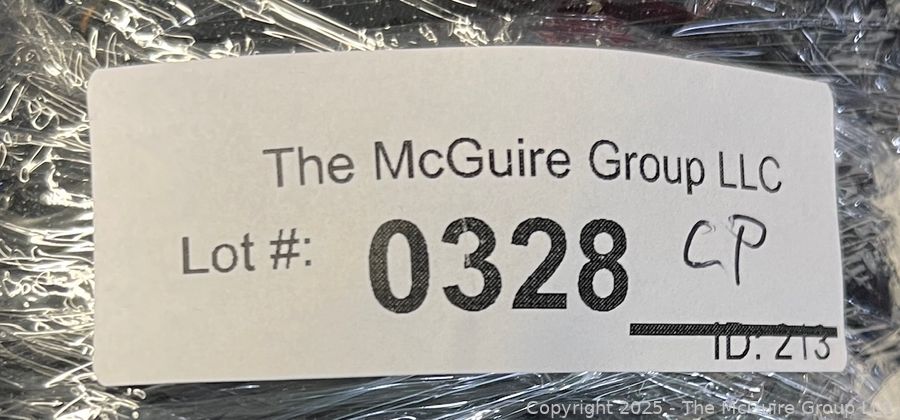 The McGuire Group LLC
Lot #: 0328 CP
ID: 213
Copyright 2025 - The McGuire Group LLC